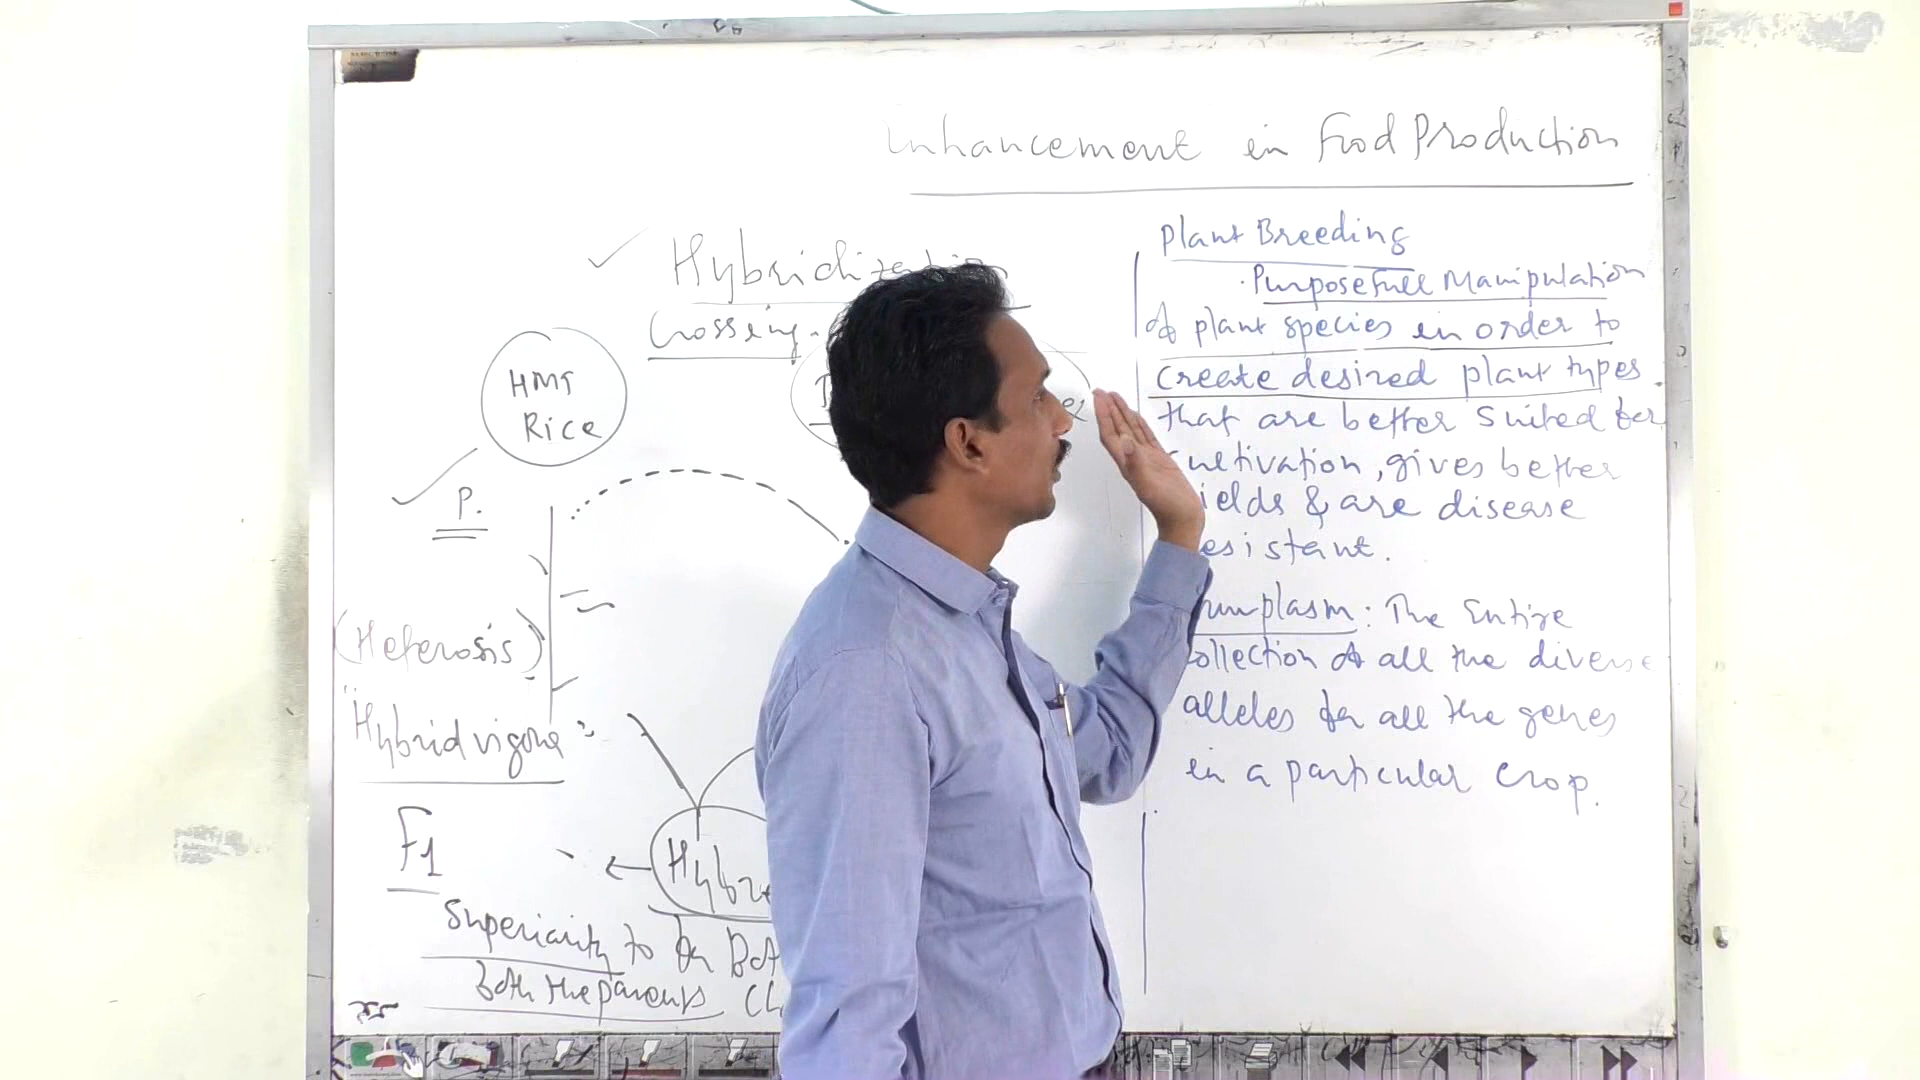 Enhancement in Food Production
Hybridization
Crossing
HMT
Rice
P.
(Heterosis)
"Hybrid vigour
F1
Superiority to
both the parents
Plant Breeding
Purposefull Manipulation
of plant species in order to
create desired plant types
that are better suited for
cultivation, gives better
ields & are disease
esistant.
mplasm: The Entire
ollection of all the diverse
alleles for all the genes
in a particular crop.